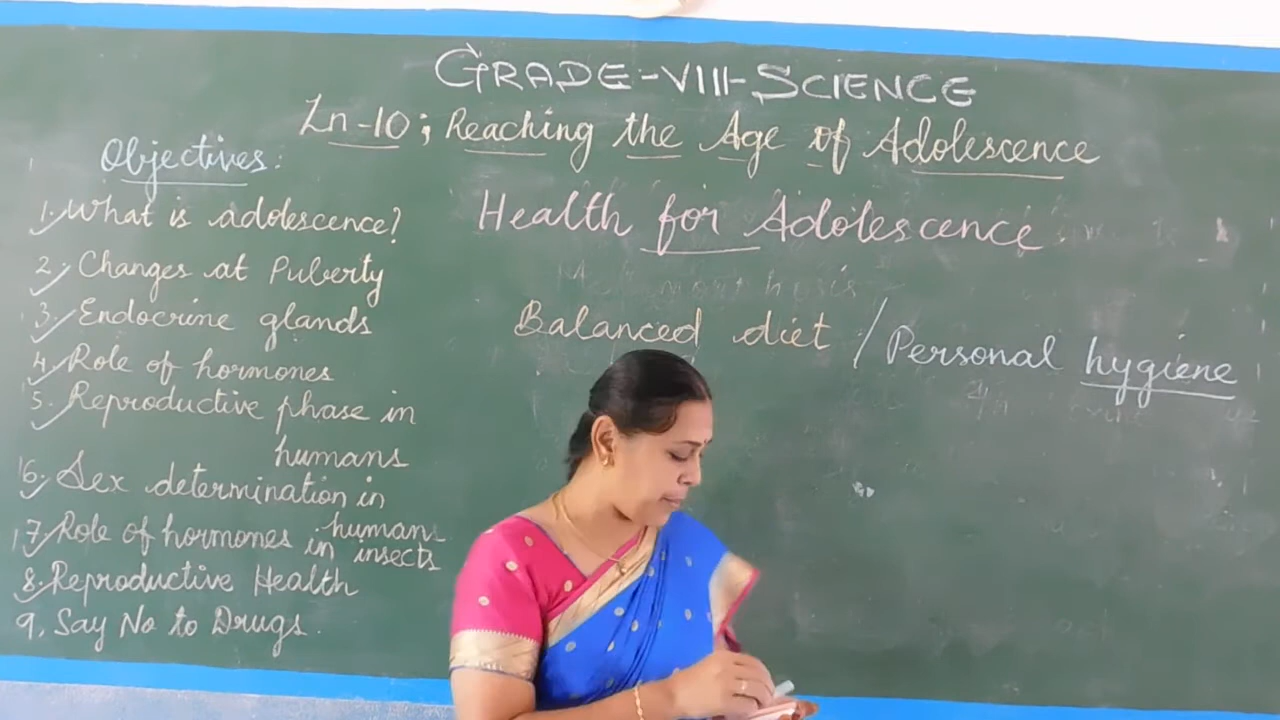 GRADE-VIII-SCIENCE
Ln-10; Reaching the Age of Adolescence
Objectives:
1. What is adolescence?
2. Changes at Puberty
3. Endocrine glands
4. Role of hormones
5. Reproductive phase in
humans
6. Sex determination in
humans
7. Role of hormones in insects
8. Reproductive Health
9. Say No to Drugs.
Health for Adolescence.
Balanced diet / Personal hygiene